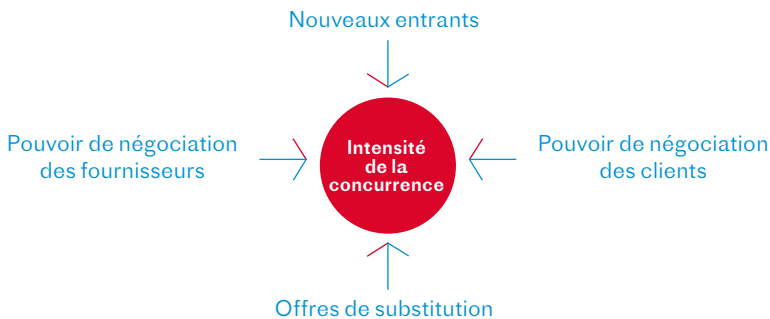 Nouveaux entrants
Pouvoir de négociation
des fournisseurs
Intensité
de la
concurrence
Pouvoir de négociation
des clients
Offres de substitution